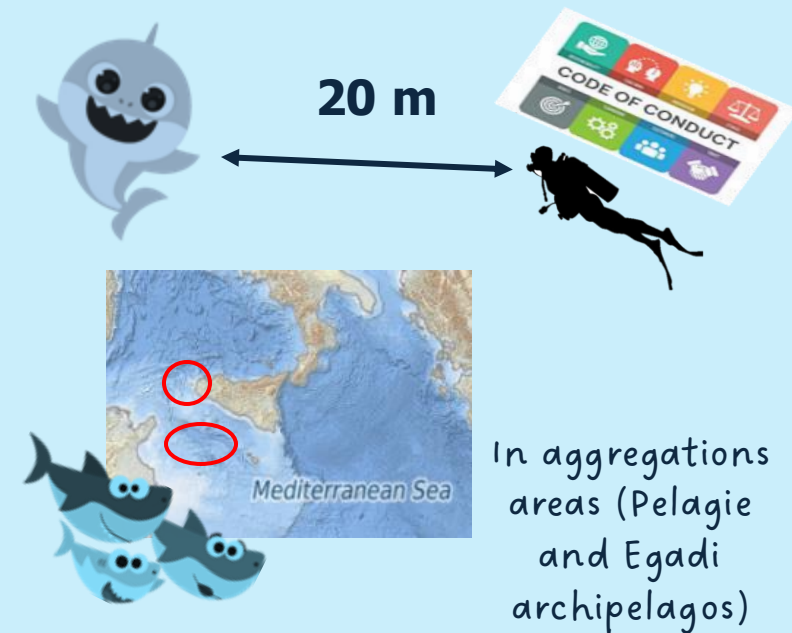 20 m
CODE OF CONDUCT
Mediterranean Sea
In aggregations
areas (Pelagie
and Egadi
archipelagos)